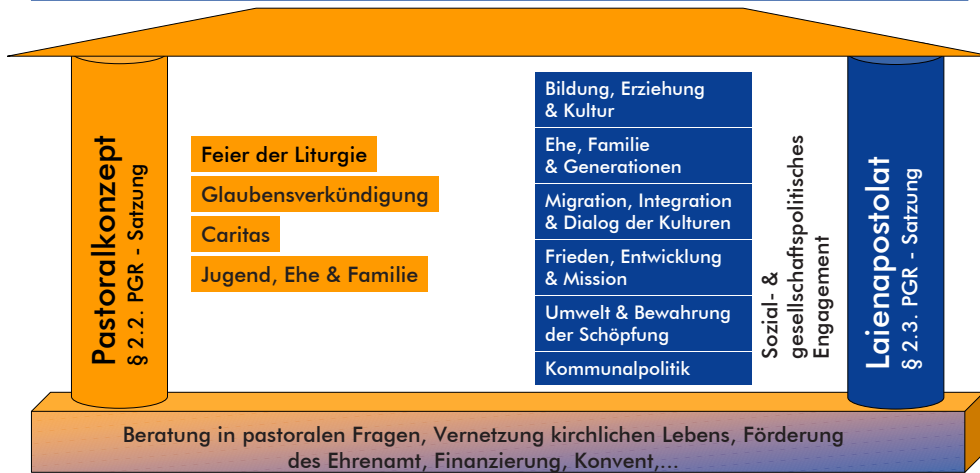 Pastoralkonzept
§ 2.2. PGR - Satzung
Feier der Liturgie
Glaubensverkündigung
Caritas
Jugend, Ehe & Familie
Bildung, Erziehung
& Kultur
Ehe, Familie
& Generationen
Migration, Integration
& Dialog der Kulturen
Frieden, Entwicklung
& Mission
Umwelt & Bewahrung
der Schöpfung
Kommunalpolitik
Sozial- &
gesellschaftspolitisches
Engagement
Laienapostolat
§ 2.3. PGR - Satzung
Beratung in pastoralen Fragen, Vernetzung kirchlichen Lebens, Förderung
des Ehrenamt, Finanzierung, Konvent,...